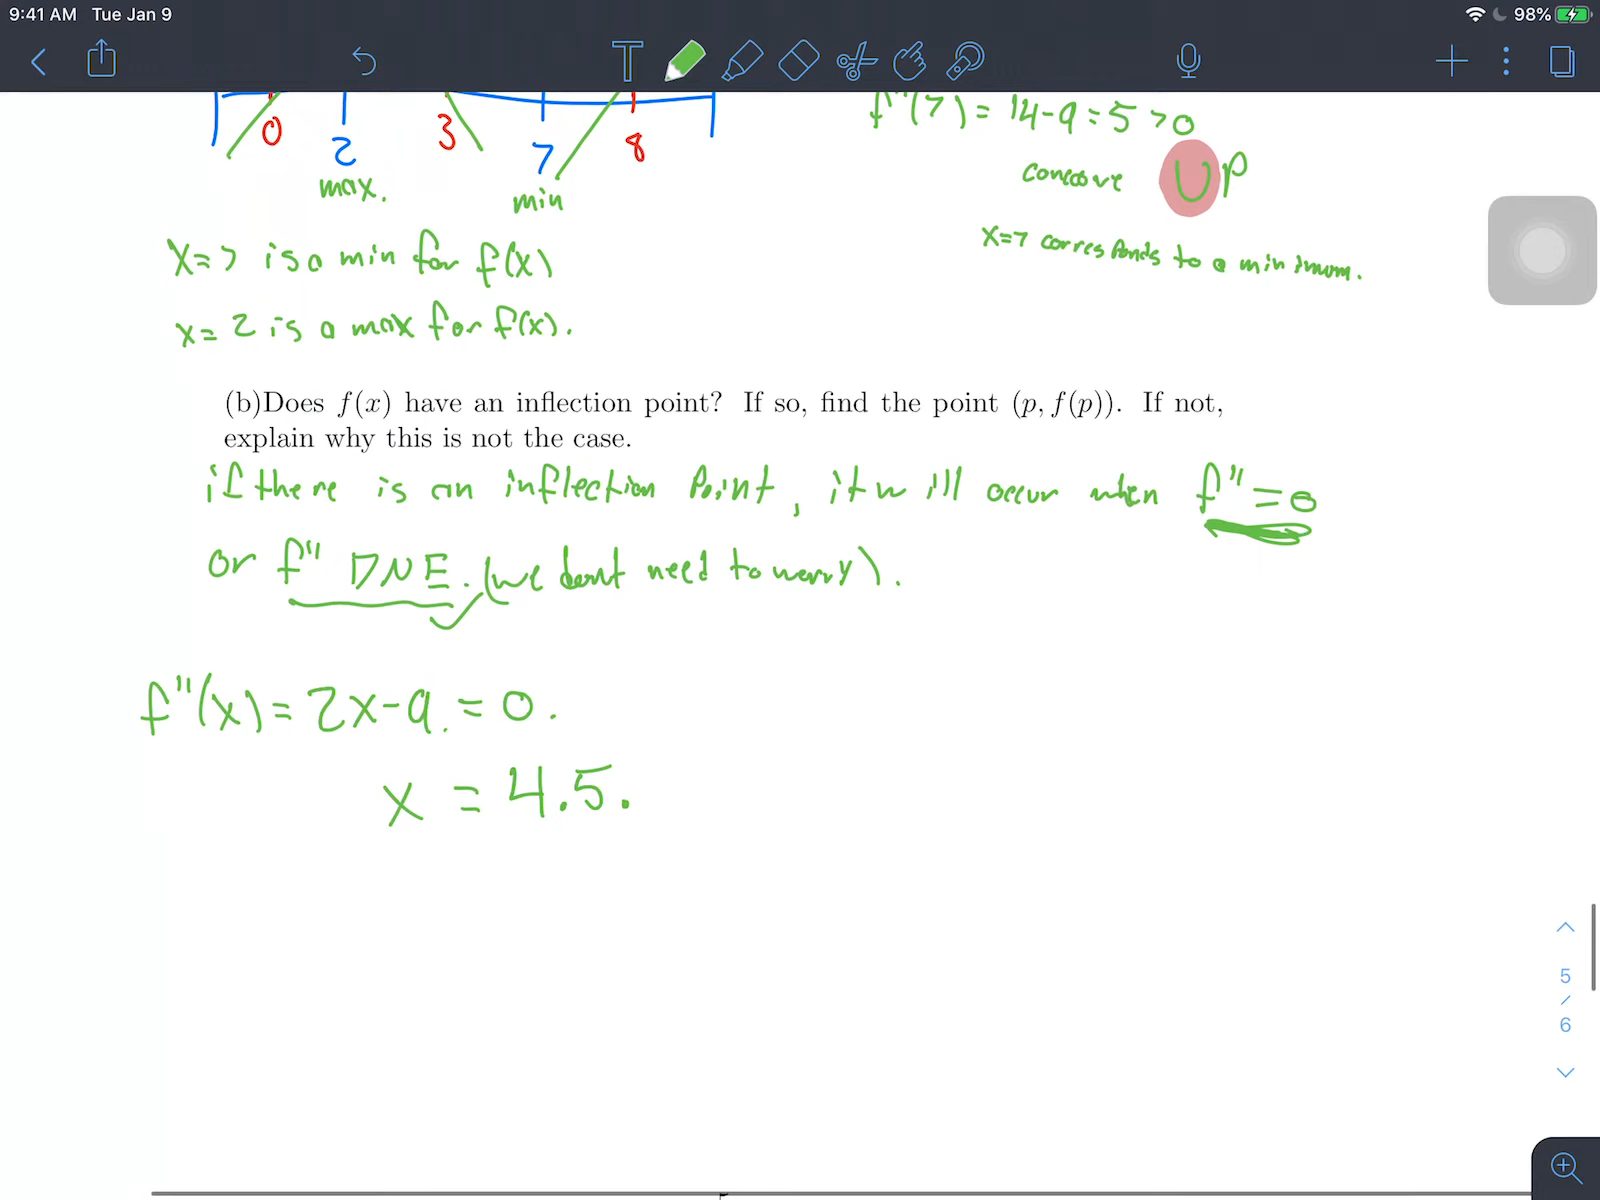 9:41 AM Tue Jan 9
98%
0
2
3
7
8
max.
min
f''(7) = 14-9 = 5 > 0
concave UP
x=7 corresponds to a minimum.
x=7 is a min for f(x)
x=2 is a max for f(x).
(b)Does f(x) have an inflection point? If so, find the point (p, f(p)). If not,
explain why this is not the case.
if there is an inflection point, it will occur when f'' = 0
or f'' DNE. (we dont need to worry).
f''(x) = 2x-9. = 0.
x = 4.5.
5
/
6